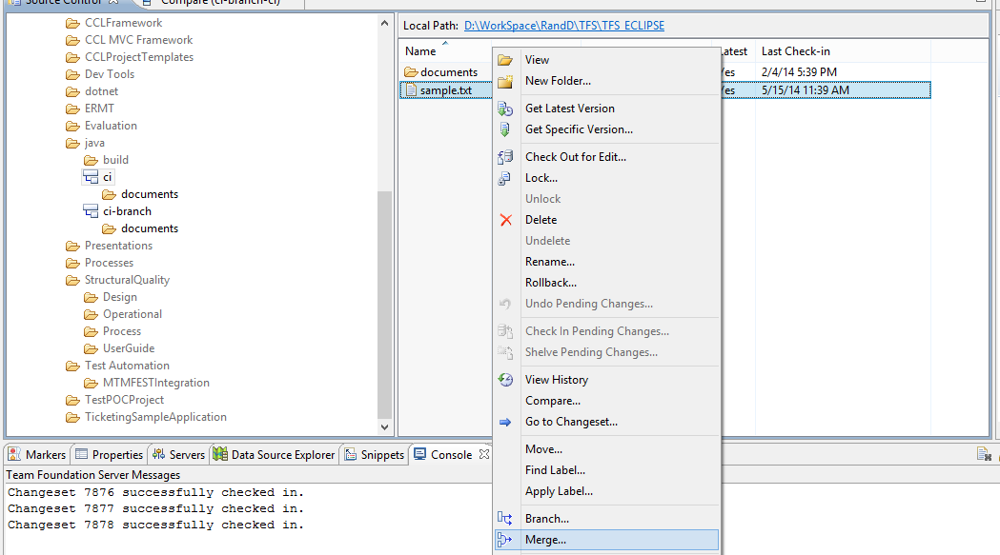 Source Control
Compare (ci-branch-ci)
CCLFramework
CCL MVC Framework
CCLProjectTemplates
Dev Tools
dotnet
ERMT
Evaluation
java
build
ci
documents
ci-branch
documents
Presentations
Processes
StructuralQuality
Design
Operational
Process
UserGuide
Test Automation
MTMFESTIntegration
TestPOCProject
TicketingSampleApplication
Local Path: D:\WorkSpace\RandD\TFS\TFS_ECLIPSE
Name Latest Last Check-in
documents Yes 2/4/14 5:39 PM
sample.txt Yes 5/15/14 11:39 AM
View
New Folder...
Get Latest Version
Get Specific Version...
Check Out for Edit...
Lock...
Unlock
Delete
Undelete
Rename...
Rollback...
Undo Pending Changes...
Check In Pending Changes...
Shelve Pending Changes...
View History
Compare...
Go to Changeset...
Move...
Find Label...
Apply Label...
Branch...
Merge...
Markers Properties Servers Data Source Explorer Snippets Console
Team Foundation Server Messages
Changeset 7876 successfully checked in.
Changeset 7877 successfully checked in.
Changeset 7878 successfully checked in.